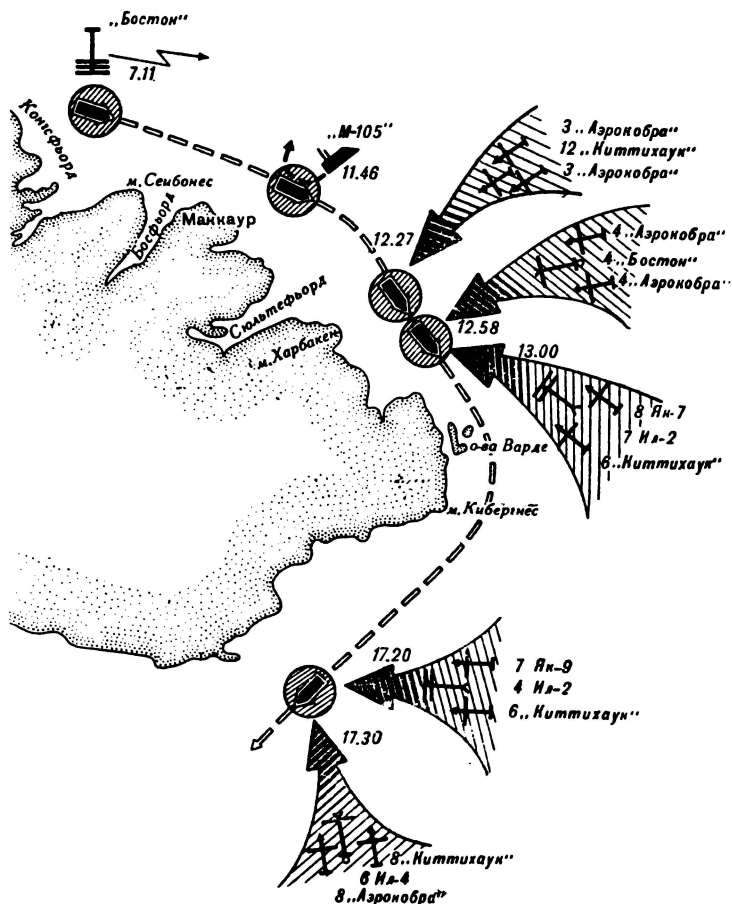 „Бостон“
7.11
Конгсфьорд
м. Сейбонес
Босфьорд
Манкаур
Сюльтефьорд
м. Харбакен
„М-105“
11.46
12.27
3 „Аэрокобра“
12 „Киттихаук“
3 „Аэрокобра“
4 „Аэрокобра“
4 „Бостон“
4 „Аэрокобра“
12.58
13.00
8 Як-7
7 Ил-2
6 „Киттихаук“
о-ва Варде
м. Кибергнес
17.20
7 Як-9
4 Ил-2
6 „Киттихаук“
17.30
8 „Киттихаук“
6 Ил-4
8 „Аэрокобра“